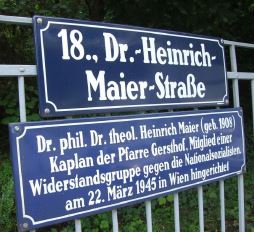 18., Dr.-Heinrich-
Maier-Straße
Dr. phil. Dr. theol. Heinrich Maier (geb. 1908)
Kaplan der Pfarre Gersthof. Mitglied einer
Widerstandsgruppe gegen die Nationalsozialisten.
am 22. März 1945 in Wien hingerichtet